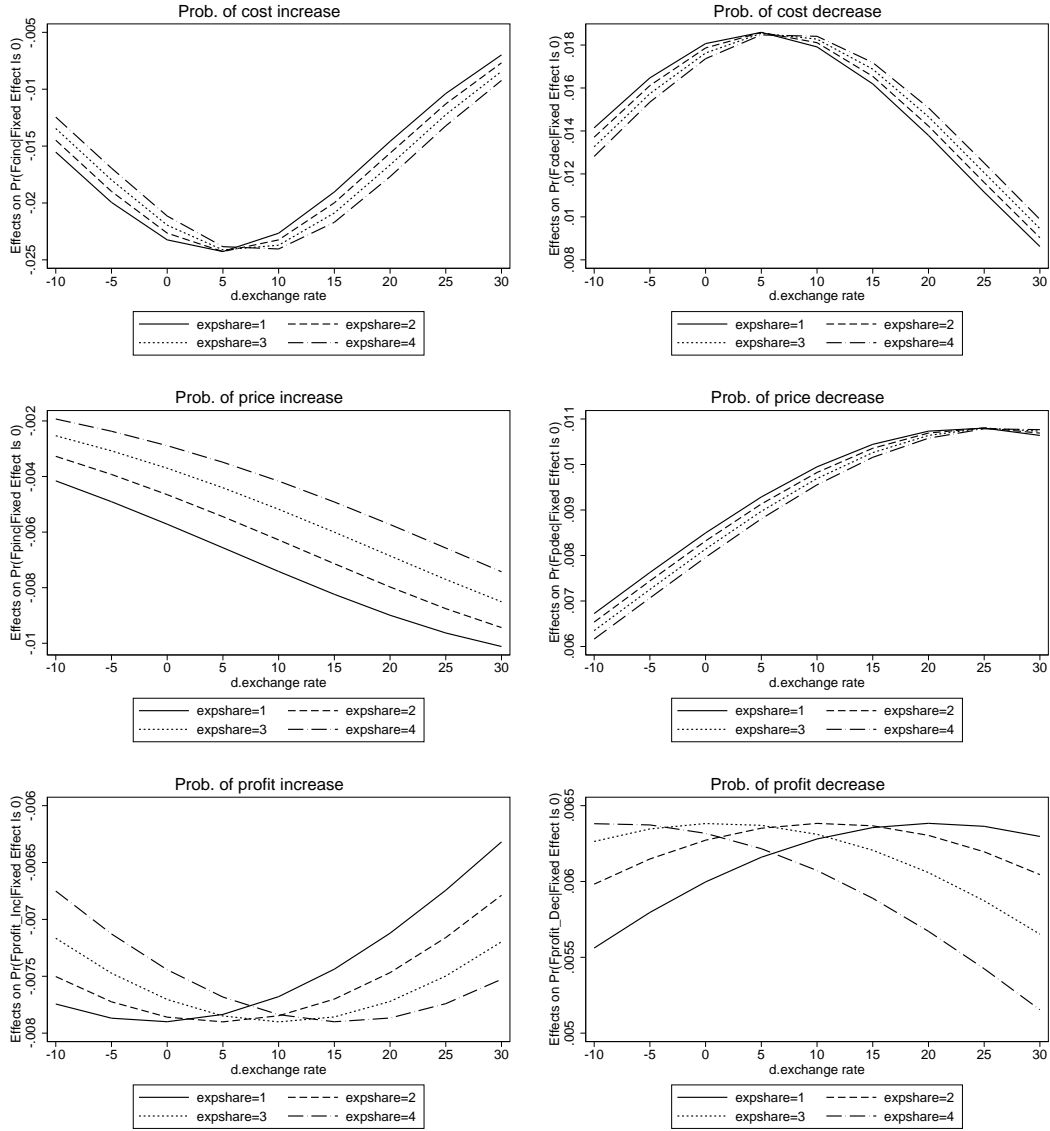 Prob. of cost increase
Effects on Pr(Fcinc|Fixed Effect Is 0)
-.005
-.01
-.015
-.02
-.025
-10 -5 0 5 10 15 20 25 30
d.exchange rate
expshare=1 expshare=2
expshare=3 expshare=4
Prob. of cost decrease
Effects on Pr(Fcdec|Fixed Effect Is 0)
.018
.016
.014
.012
.01
.008
-10 -5 0 5 10 15 20 25 30
d.exchange rate
expshare=1 expshare=2
expshare=3 expshare=4
Prob. of price increase
Effects on Pr(Fpinc|Fixed Effect Is 0)
-.002
-.004
-.006
-.008
-.01
-10 -5 0 5 10 15 20 25 30
d.exchange rate
expshare=1 expshare=2
expshare=3 expshare=4
Prob. of price decrease
Effects on Pr(Fpdec|Fixed Effect Is 0)
.011
.01
.009
.008
.007
.006
-10 -5 0 5 10 15 20 25 30
d.exchange rate
expshare=1 expshare=2
expshare=3 expshare=4
Prob. of profit increase
Effects on Pr(Fprofit_Inc|Fixed Effect Is 0)
-.006
-.0065
-.007
-.0075
-.008
-10 -5 0 5 10 15 20 25 30
d.exchange rate
expshare=1 expshare=2
expshare=3 expshare=4
Prob. of profit decrease
Effects on Pr(Fprofit_Dec|Fixed Effect Is 0)
.0065
.006
.0055
.005
-10 -5 0 5 10 15 20 25 30
d.exchange rate
expshare=1 expshare=2
expshare=3 expshare=4